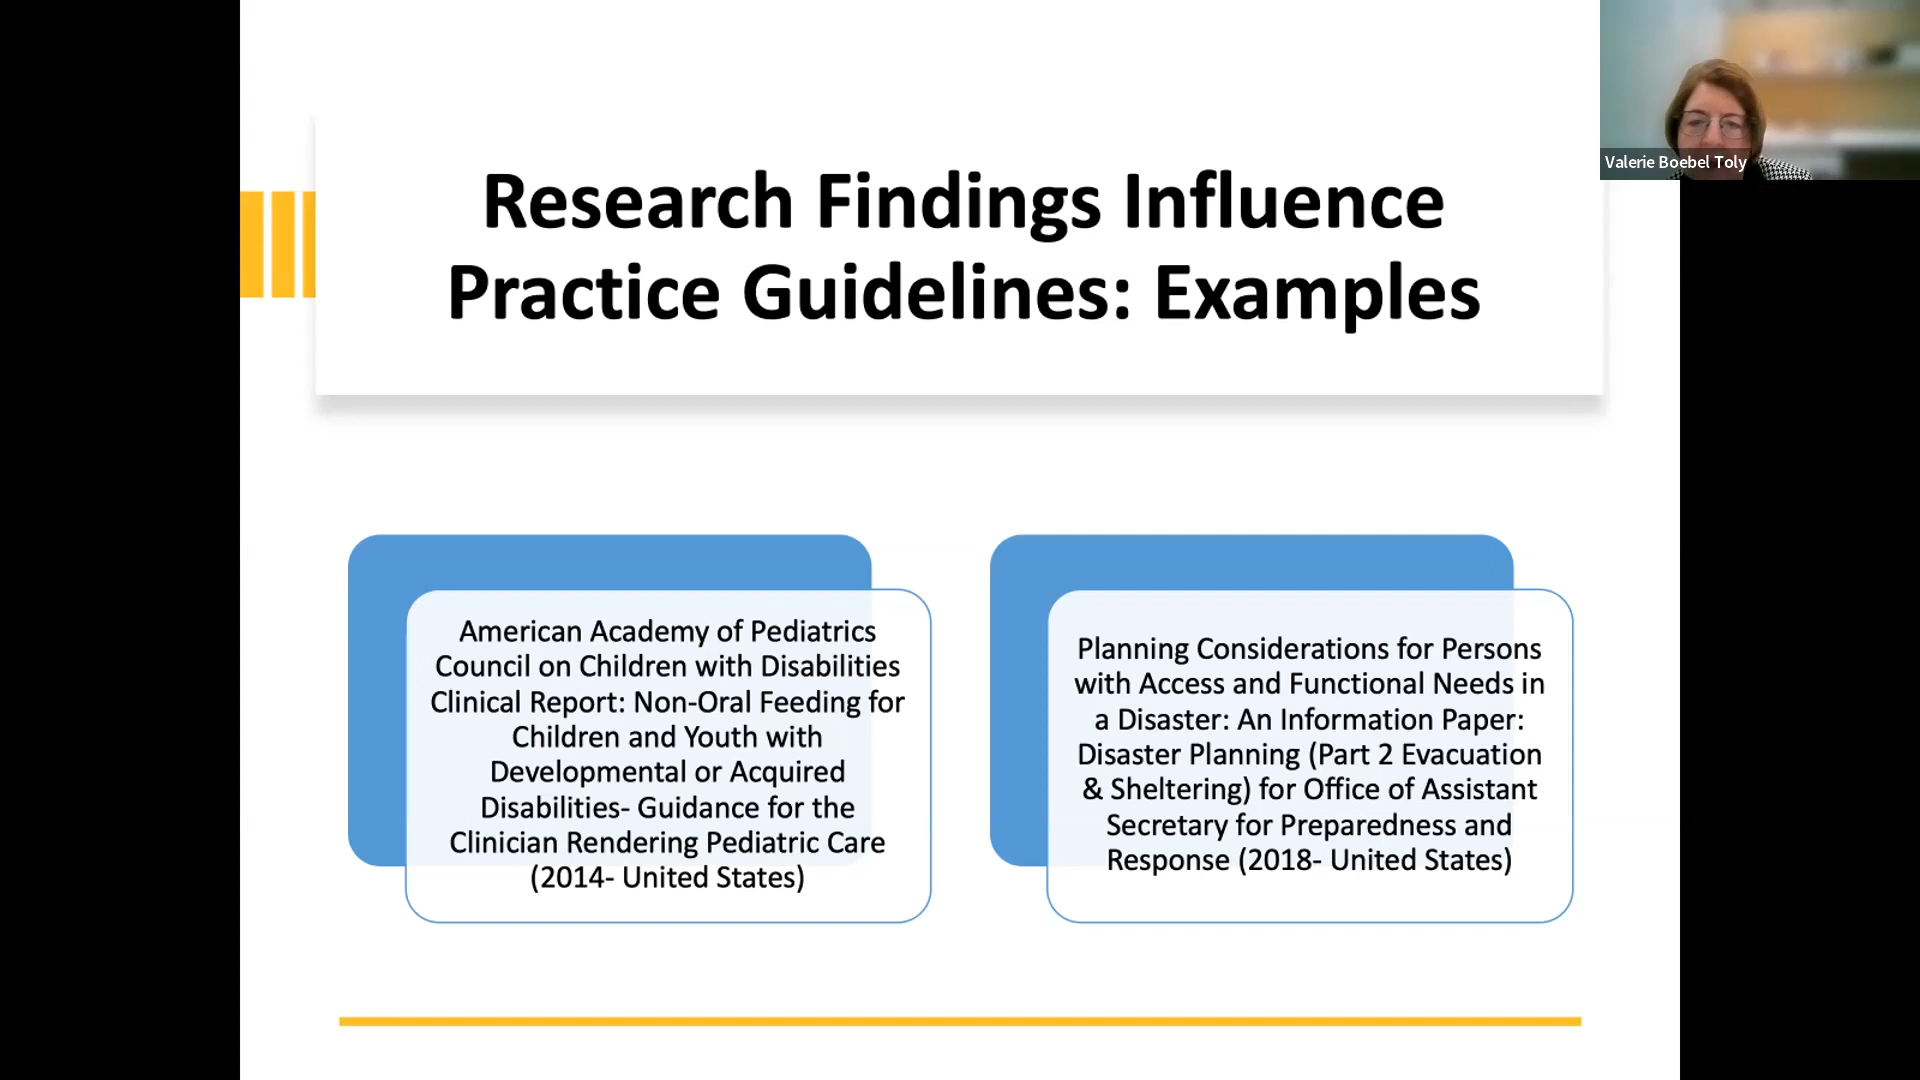 Valerie Boebel Toly
Research Findings Influence
Practice Guidelines: Examples
American Academy of Pediatrics
Council on Children with Disabilities
Clinical Report: Non-Oral Feeding for
Children and Youth with
Developmental or Acquired
Disabilities- Guidance for the
Clinician Rendering Pediatric Care
(2014- United States)
Planning Considerations for Persons
with Access and Functional Needs in
a Disaster: An Information Paper:
Disaster Planning (Part 2 Evacuation
& Sheltering) for Office of Assistant
Secretary for Preparedness and
Response (2018- United States)